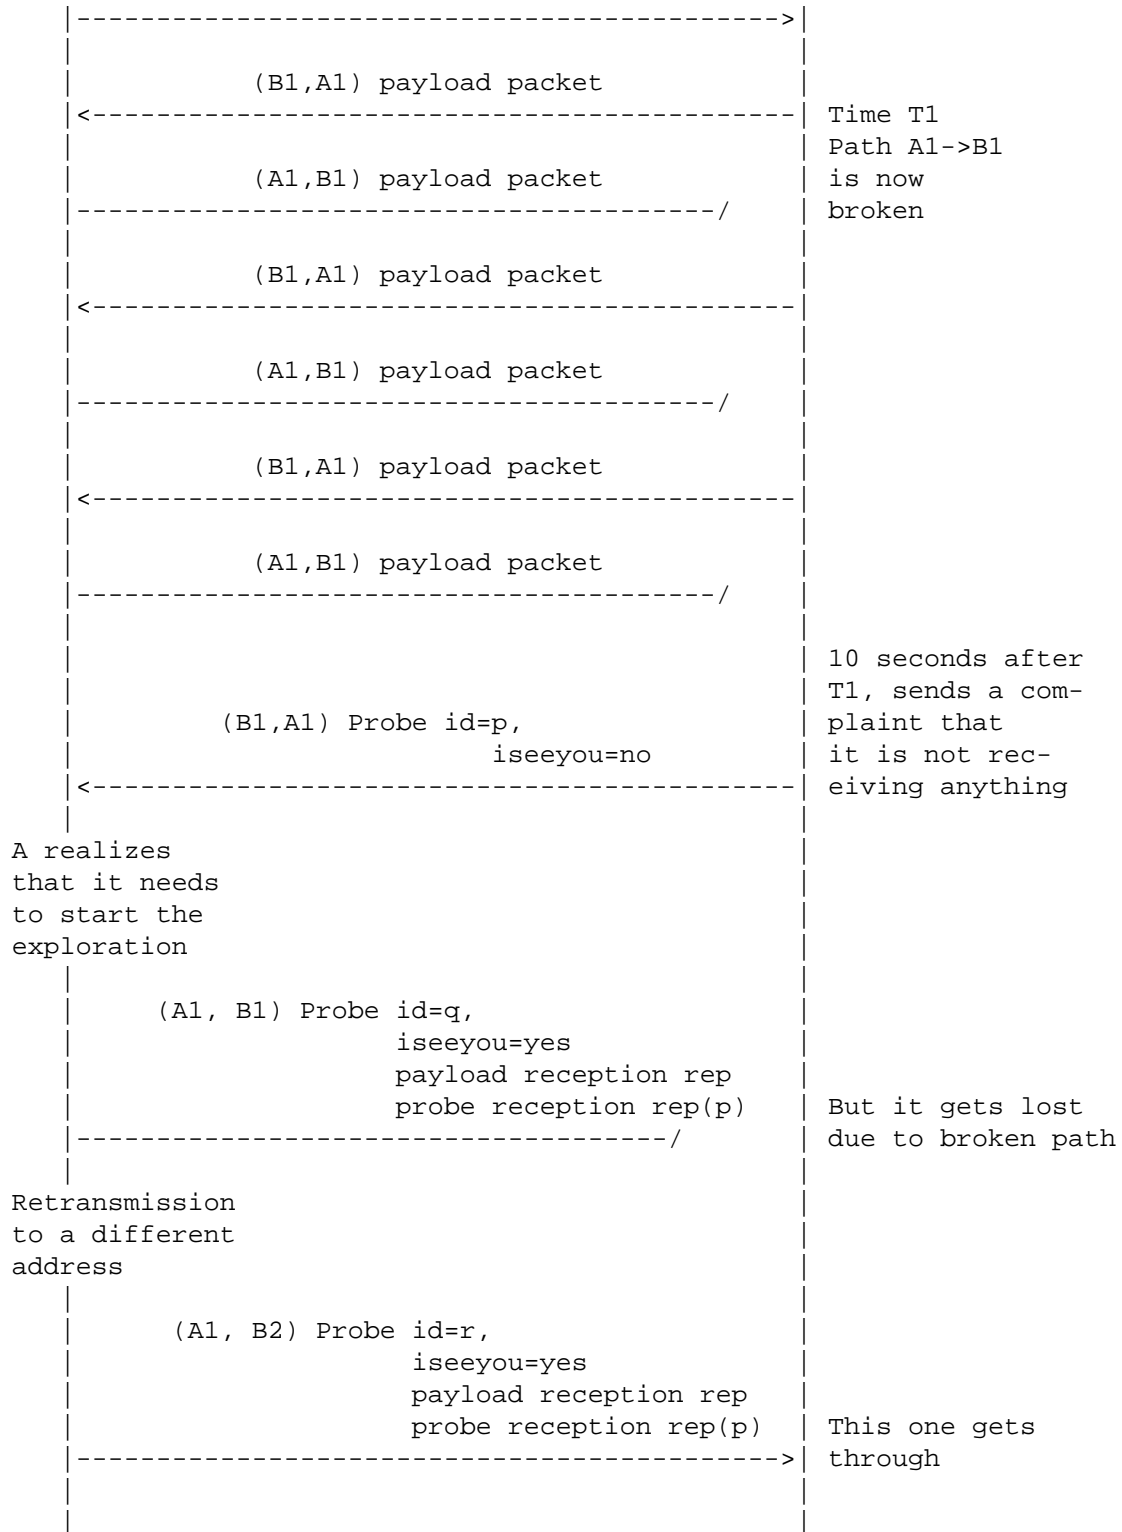 |-------------------------------------------->|
|                                             |
|           (B1,A1) payload packet            |
|<--------------------------------------------| Time T1
|                                             | Path A1->B1
|           (A1,B1) payload packet            | is now
|----------------------------------------/    | broken
|                                             |
|           (B1,A1) payload packet            |
|<--------------------------------------------|
|                                             |
|           (A1,B1) payload packet            |
|----------------------------------------/    |
|                                             |
|           (B1,A1) payload packet            |
|<--------------------------------------------|
|                                             |
|           (A1,B1) payload packet            |
|----------------------------------------/    |
|                                             |
|                                             | 10 seconds after
|                                             | T1, sends a com-
|         (B1,A1) Probe id=p,                 | plaint that
|                          iseeyou=no         | it is not rec-
|<--------------------------------------------| eiving anything
|                                             |
A realizes                                    |
that it needs                                 |
to start the                                  |
exploration                                   |
|                                             |
|     (A1, B1) Probe id=q,                    |
|                    iseeyou=yes              |
|                    payload reception rep    |
|                    probe reception rep(p)   | But it gets lost
|-------------------------------------/       | due to broken path
|                                             |
Retransmission                                |
to a different                                |
address                                       |
|                                             |
|      (A1, B2) Probe id=r,                   |
|                     iseeyou=yes             |
|                     payload reception rep   |
|                     probe reception rep(p)  | This one gets
|-------------------------------------------->| through
|                                             |
|                                             |